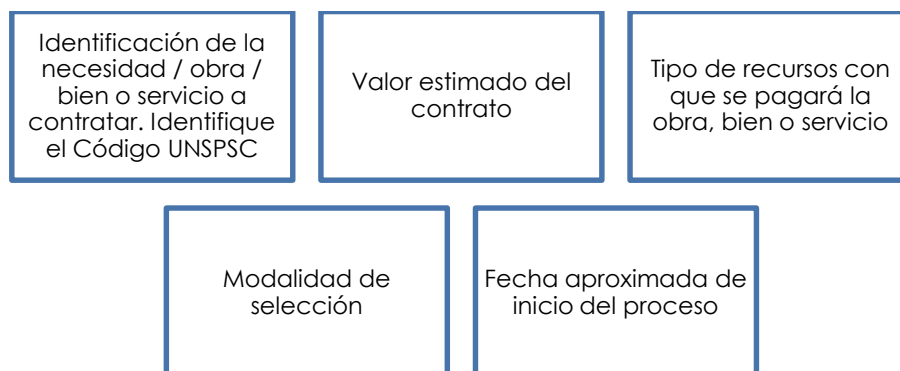 Identificación de la
necesidad / obra /
bien o servicio a
contratar. Identifique
el Código UNSPSC
Valor estimado del
contrato
Tipo de recursos con
que se pagará la
obra, bien o servicio
Modalidad de
selección
Fecha aproximada de
inicio del proceso